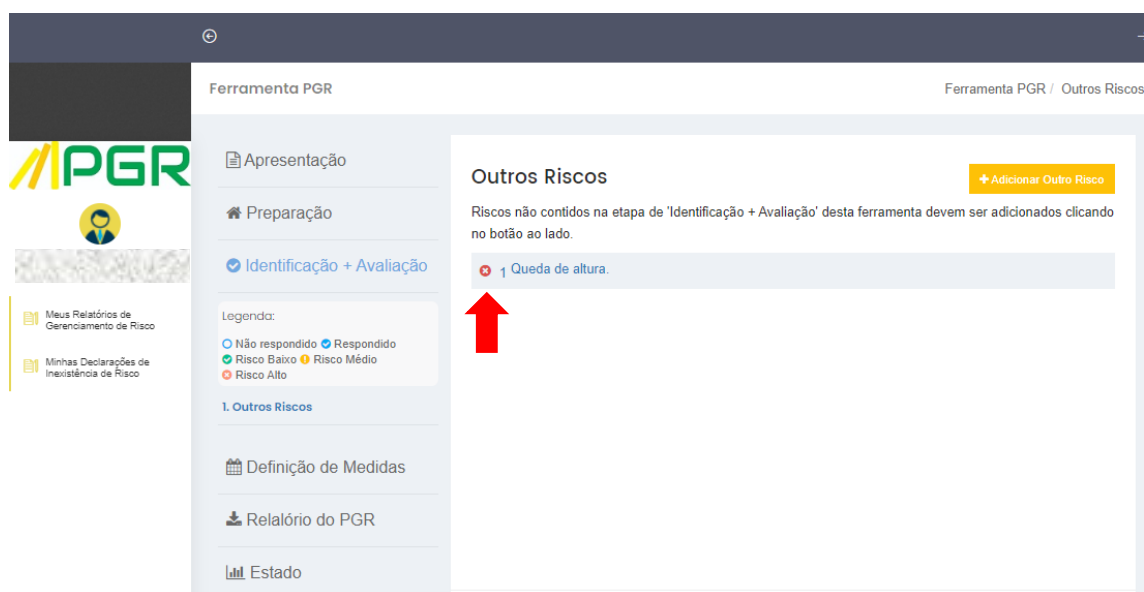 Ferramenta PGR
Ferramenta PGR / Outros Riscos
PGR
Meus Relatórios de
Gerenciamento de Risco
Minhas Declarações de
Inexistência de Risco
Apresentação
Preparação
Identificação + Avaliação
Legenda:
Não respondido Respondido
Risco Baixo Risco Médio
Risco Alto
1. Outros Riscos
Definição de Medidas
Relalório do PGR
Estado
Outros Riscos
+ Adicionar Outro Risco
Riscos não contidos na etapa de 'Identificação + Avaliação' desta ferramenta devem ser adicionados clicando
no botão ao lado.
1 Queda de altura.